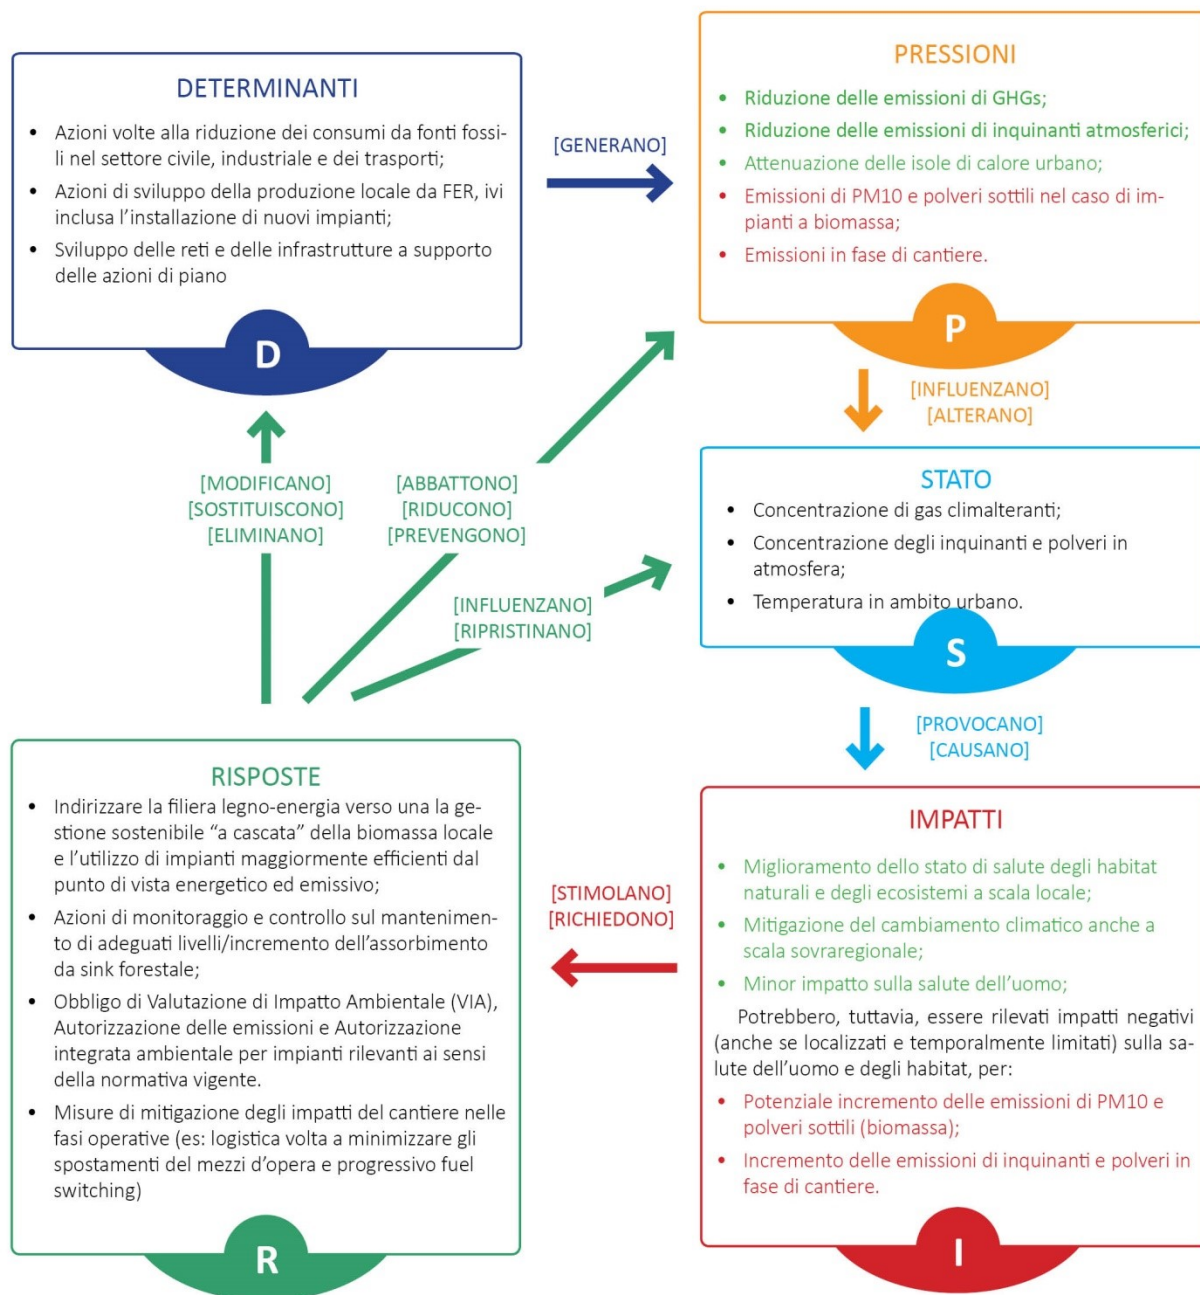 DETERMINANTI
• Azioni volte alla riduzione dei consumi da fonti fossi-
li nel settore civile, industriale e dei trasporti;
• Azioni di sviluppo della produzione locale da FER, ivi
inclusa l’installazione di nuovi impianti;
• Sviluppo delle reti e delle infrastrutture a supporto
delle azioni di piano
D
[GENERANO]
PRESSIONI
• Riduzione delle emissioni di GHGs;
• Riduzione delle emissioni di inquinanti atmosferici;
• Attenuazione delle isole di calore urbano;
• Emissioni di PM10 e polveri sottili nel caso di im-
pianti a biomassa;
• Emissioni in fase di cantiere.
P
[INFLUENZANO]
[ALTERANO]
[MODIFICANO]
[SOSTITUISCONO]
[ELIMINANO]
[ABBATTONO]
[RIDUCONO]
[PREVENGONO]
[INFLUENZANO]
[RIPRISTINANO]
STATO
• Concentrazione di gas climalteranti;
• Concentrazione degli inquinanti e polveri in
atmosfera;
• Temperatura in ambito urbano.
S
[PROVOCANO]
[CAUSANO]
RISPOSTE
• Indirizzare la filiera legno-energia verso una la ge-
stione sostenibile “a cascata” della biomassa locale
e l’utilizzo di impianti maggiormente efficienti dal
punto di vista energetico ed emissivo;
• Azioni di monitoraggio e controllo sul mantenimen-
to di adeguati livelli/incremento dell’assorbimento
da sink forestale;
• Obbligo di Valutazione di Impatto Ambientale (VIA),
Autorizzazione delle emissioni e Autorizzazione
integrata ambientale per impianti rilevanti ai sensi
della normativa vigente.
• Misure di mitigazione degli impatti del cantiere nelle
fasi operative (es: logistica volta a minimizzare gli
spostamenti del mezzi d’opera e progressivo fuel
switching)
R
[STIMOLANO]
[RICHIEDONO]
IMPATTI
• Miglioramento dello stato di salute degli habitat
naturali e degli ecosistemi a scala locale;
• Mitigazione del cambiamento climatico anche a
scala sovraregionale;
• Minor impatto sulla salute dell’uomo;
Potrebbero, tuttavia, essere rilevati impatti negativi
(anche se localizzati e temporalmente limitati) sulla sa-
lute dell’uomo e degli habitat, per:
• Potenziale incremento delle emissioni di PM10 e
polveri sottili (biomassa);
• Incremento delle emissioni di inquinanti e polveri in
fase di cantiere.
I